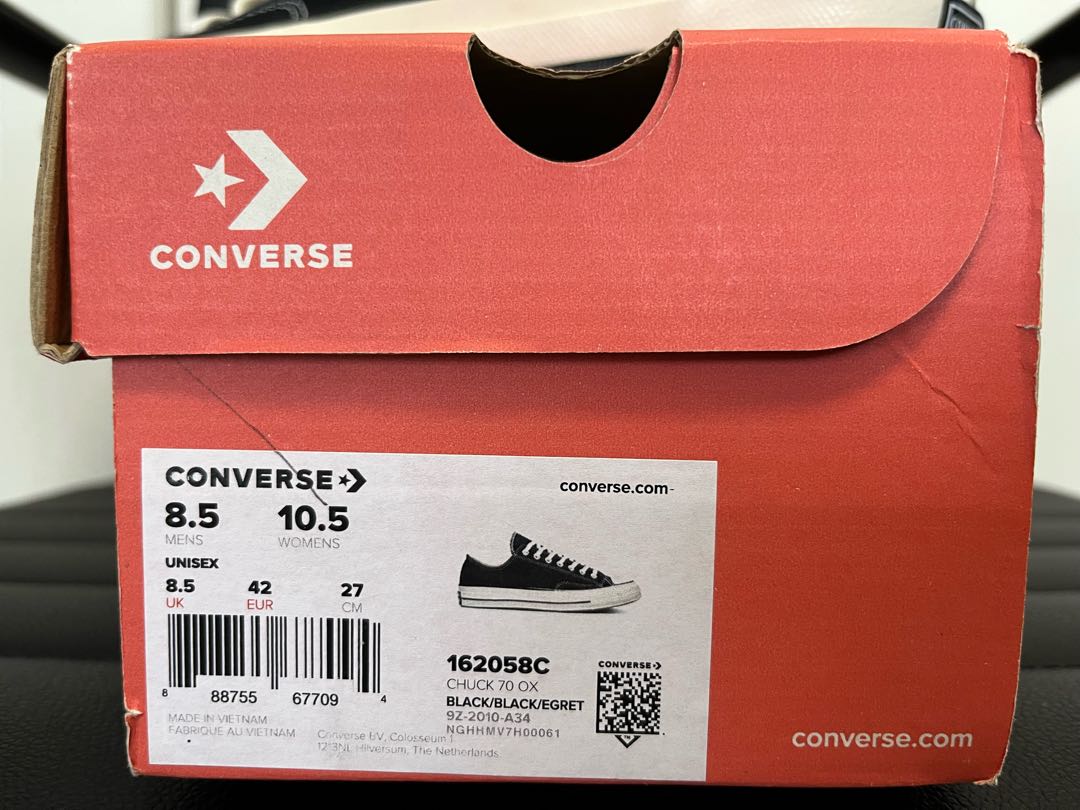 CONVERSE
CONVERSE
converse.com
8.5 10.5
MENS WOMENS
UNISEX
8.5 42 27
UK EUR CM
8 88755 67709 4
MADE IN VIETNAM
FABRIQUE AU VIETNAM
Converse BV, Colosseum 1
Hilversum, The Netherlands
162058C
CHUCK 70 OX
BLACK/BLACK/EGRET
9Z-2010-A34
NGHHMV7H00061
CONVERSE
TM
converse.com